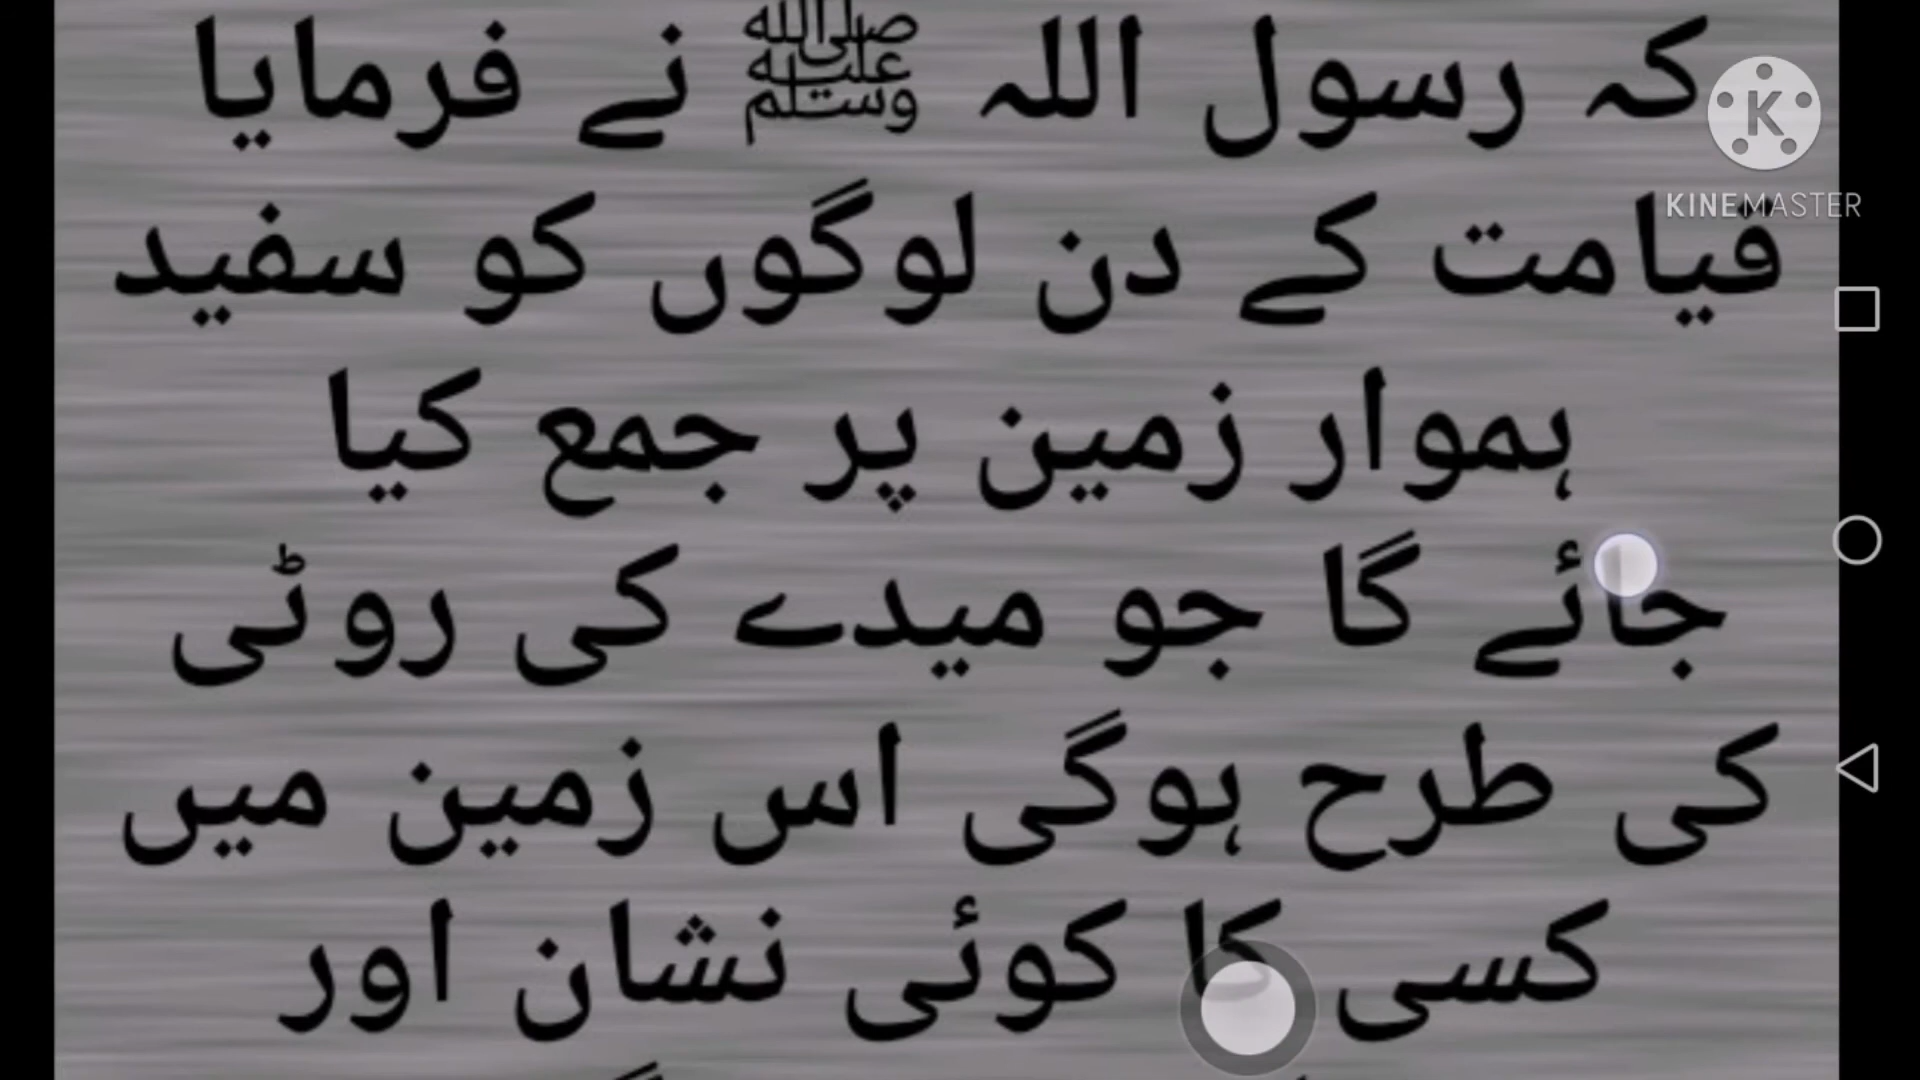 کہ رسول اللہ ﷺ نے فرمایا
قیامت کے دن لوگوں کو سفید
ہموار زمین پر جمع کیا
جائے گا جو میدے کی روٹی
کی طرح ہوگی اس زمین میں
کسی کا کوئی نشان اور
K
KINEMASTER